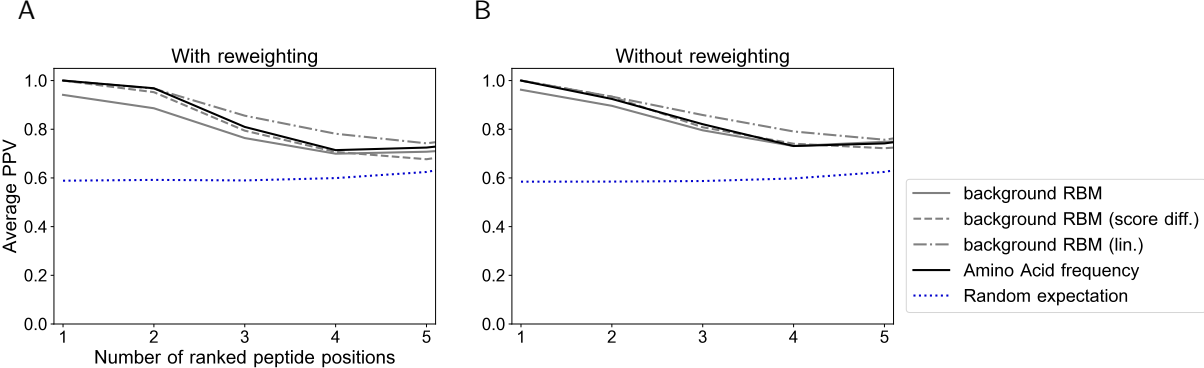 A
B
With reweighting
Without reweighting
Average PPV
1.0
0.8
0.6
0.4
0.2
0.0
1 2 3 4 5
Number of ranked peptide positions
1.0
0.8
0.6
0.4
0.2
0.0
1 2 3 4 5
background RBM
background RBM (score diff.)
background RBM (lin.)
Amino Acid frequency
Random expectation